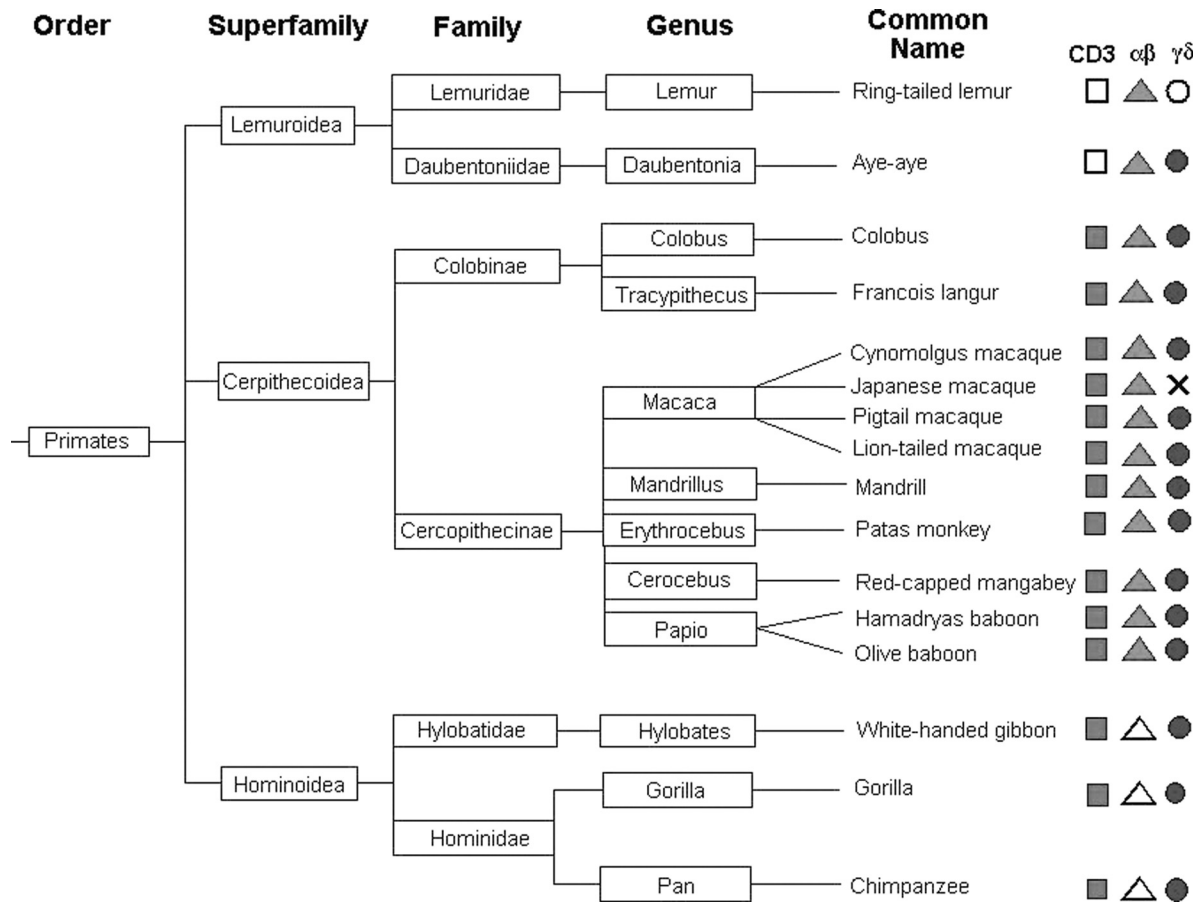 Order Superfamily Family Genus Common Name CD3 αβ γδ
Lemuridae Lemur Ring-tailed lemur
Lemuroidea
Daubentoniidae Daubentonia Aye-aye
Colobus Colobus
Colobinae
Tracypithecus Francois langur
Cynomolgus macaque
Cerpithecoidea
Japanese macaque
Macaca
Pigtail macaque
Primates
Lion-tailed macaque
Mandrillus Mandrill
Cercopithecinae Erythrocebus Patas monkey
Cerocebus Red-capped mangabey
Hamadryas baboon
Papio
Olive baboon
Hylobatidae Hylobates White-handed gibbon
Hominoidea
Gorilla Gorilla
Hominidae
Pan Chimpanzee